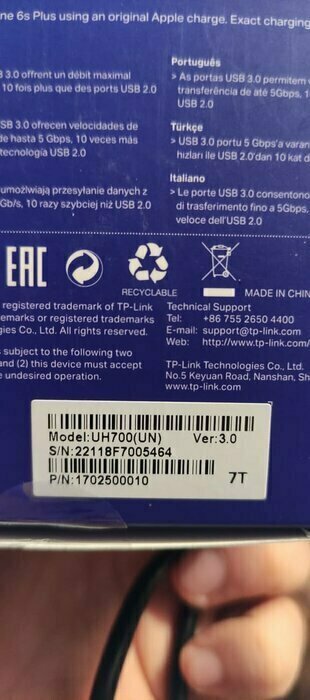 ne 6s Plus using an original Apple charge. Exact charging
3.0 offrent un débit maximal
10 fois plus que des ports USB 2.0
SB 3.0 ofrecen velocidades de
de hasta 5 Gbps, 10 veces más
tecnología USB 2.0
umożliwiają przesyłanie danych z
Gb/s, 10 razy szybciej niż USB 2.0
Português
> As portas USB 3.0 permitem
transferência de até 5Gbps, 1
USB 2.0
Türkçe
> USB 3.0 portu 5 Gbps'a varan
hızları ile USB 2.0'dan 10 kat d
Italiano
> Le porte USB 3.0 consentono
di trasferimento fino a 5Gbps,
veloce dell'USB 2.0
EAC
RECYCLABLE
MADE IN CHIN
registered trademark of TP-Link
registered trademarks
gies Co., Ltd. All rights reserved.
s subject to the following two
and (2) this device must accept
e undesired operation.
Technical Support
Tel: +86 755 2650 4400
E-mail: support@tp-link.com
Web: http://www.tp-link.com/
TP-Link Technologies Co., Ltd.
No.5 Keyuan Road, Nanshan, Sh
www.tp-link.com
Model:UH700(UN) Ver:3.0
S/N:22118F7005464
P/N:1702500010 7T